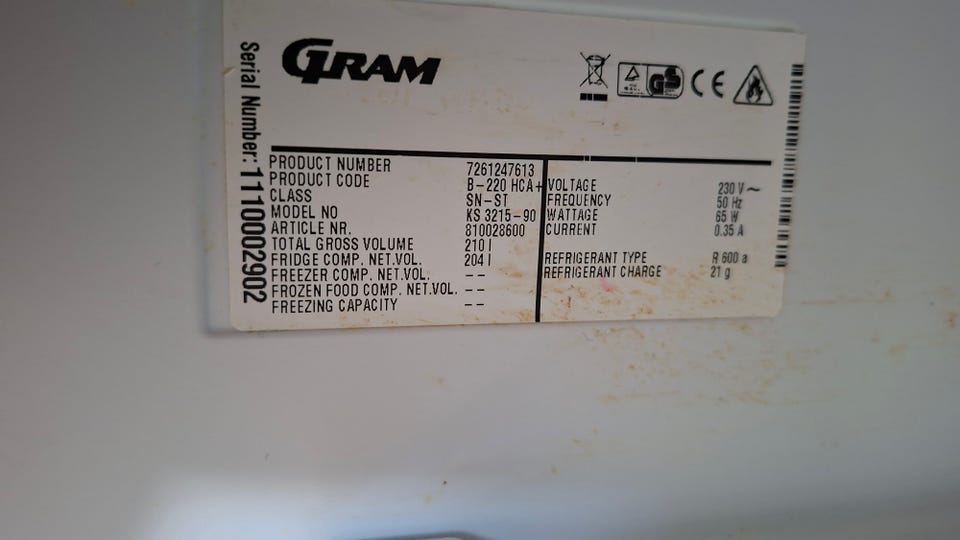 GRAM
Serial Number: 1110002902
PRODUCT NUMBER 7261247613
PRODUCT CODE B-220 HCA+
CLASS SN-ST
MODEL NO KS 3215-90
ARTICLE NR. 810028600
TOTAL GROSS VOLUME 210 l
FRIDGE COMP. NET.VOL. 204 l
FREEZER COMP. NET.VOL. --
FROZEN FOOD COMP. NET.VOL. --
FREEZING CAPACITY --
VOLTAGE 230 V ~
FREQUENCY 50 Hz
WATTAGE 65 W
CURRENT 0.35 A
REFRIGERANT TYPE R 600 a
REFRIGERANT CHARGE 21 g
GS
CE